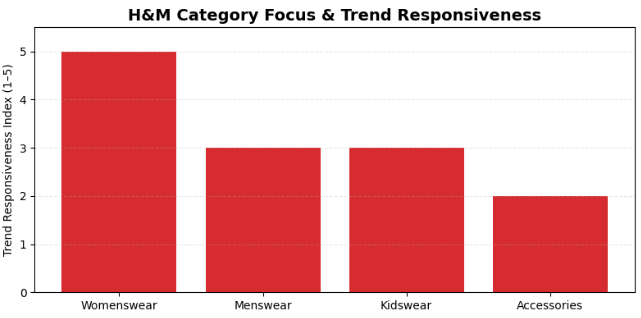 H&M Category Focus & Trend Responsiveness
Trend Responsiveness Index (1–5)
5
4
3
2
1
0
Womenswear Menswear Kidswear Accessories